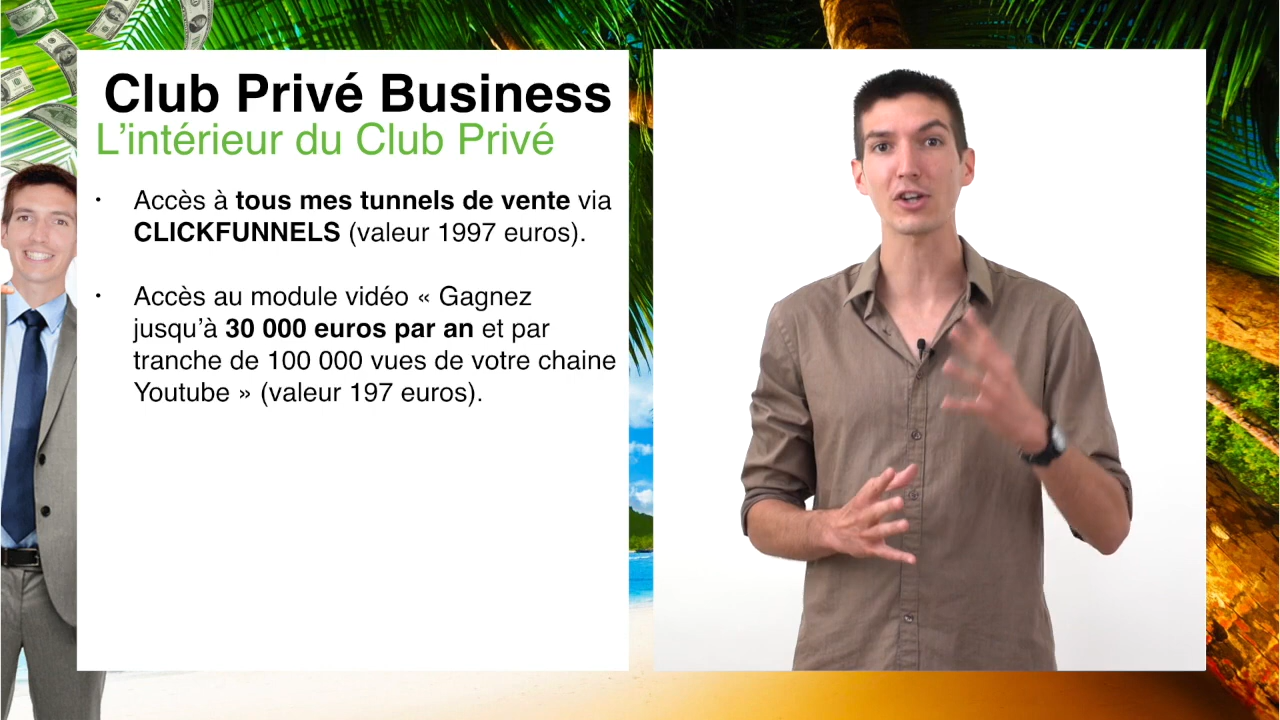 Club Privé Business
L'intérieur du Club Privé
• Accès à tous mes tunnels de vente via
CLICKFUNNELS (valeur 1997 euros).
• Accès au module vidéo « Gagnez
jusqu'à 30 000 euros par an et par
tranche de 100 000 vues de votre chaine
Youtube » (valeur 197 euros).